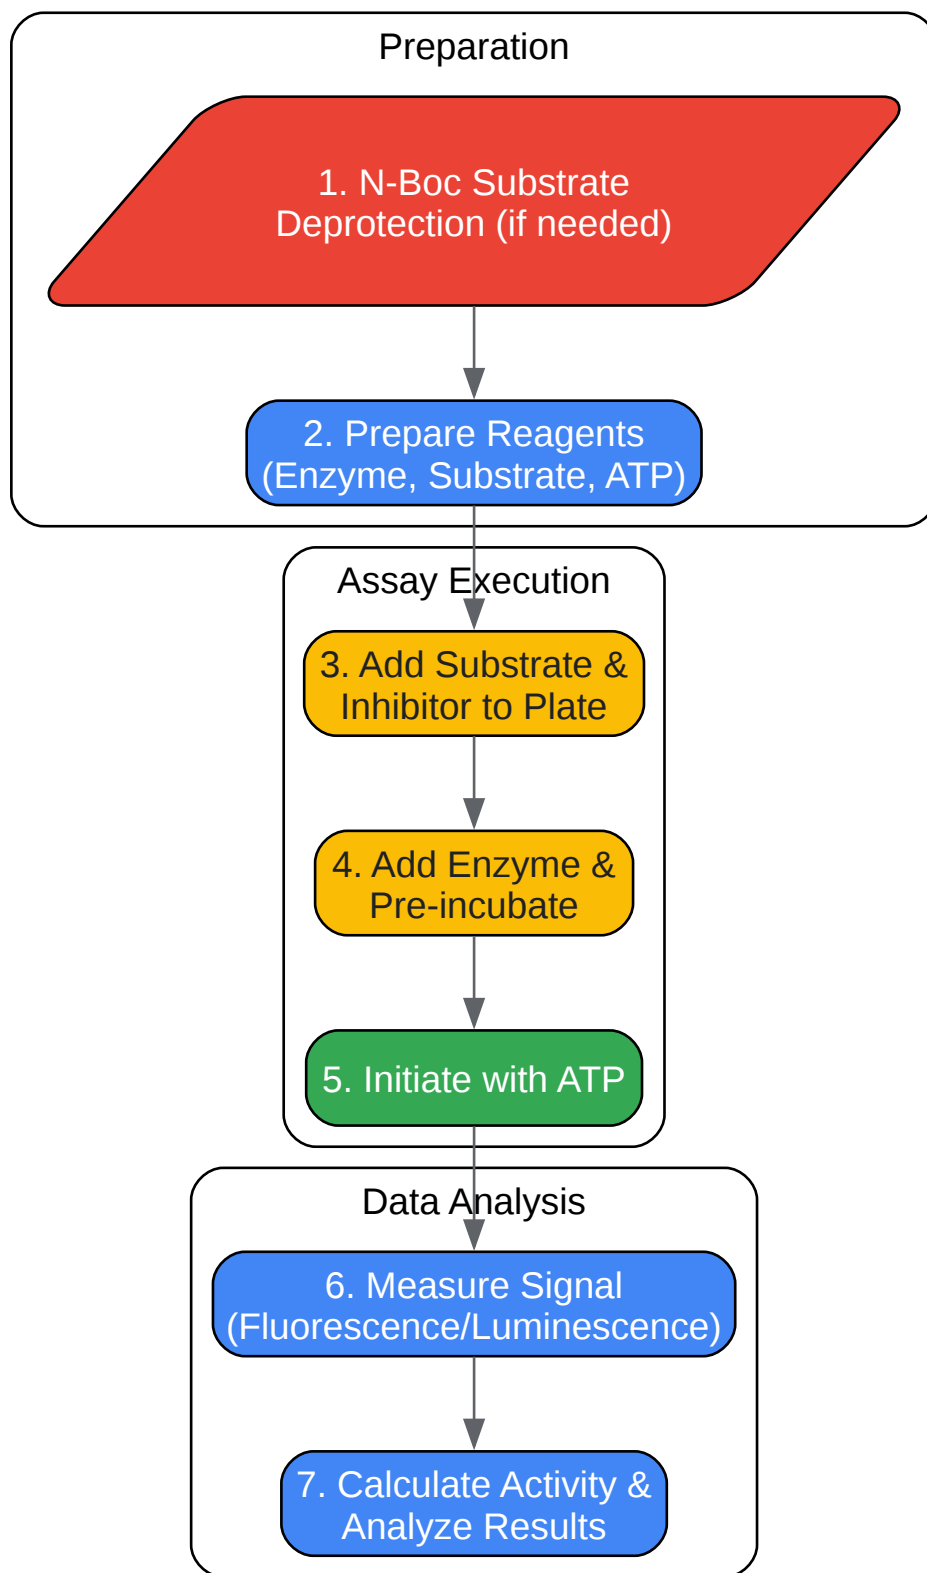 Preparation
1. N-Boc Substrate
Deprotection (if needed)
2. Prepare Reagents
(Enzyme, Substrate, ATP)
Assay Execution
3. Add Substrate &
Inhibitor to Plate
4. Add Enzyme &
Pre-incubate
5. Initiate with ATP
Data Analysis
6. Measure Signal
(Fluorescence/Luminescence)
7. Calculate Activity &
Analyze Results